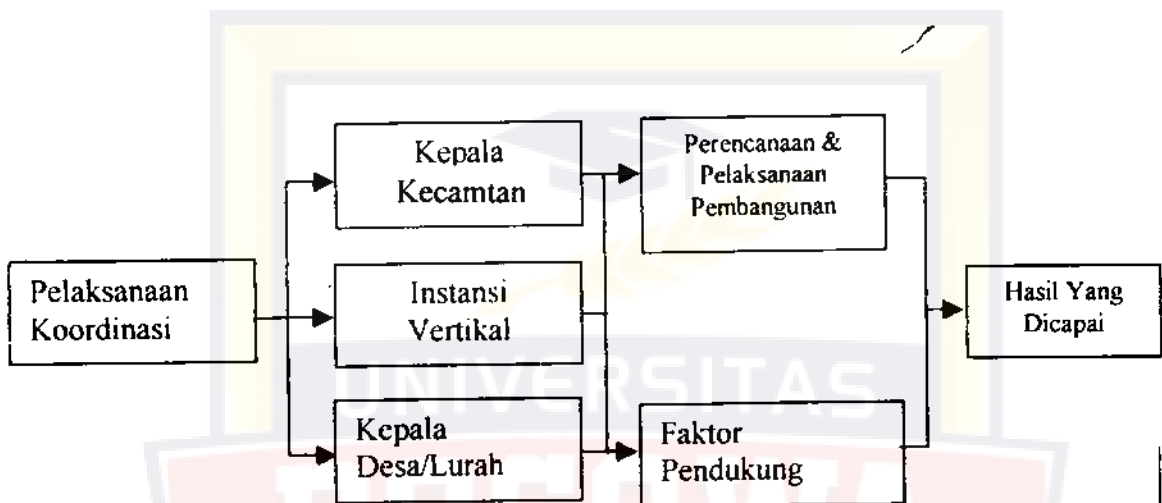 Kepala
Kecamtan
Perencanaan &
Pelaksanaan
Pembangunan
Pelaksanaan
Koordinasi
Instansi
Vertikal
Hasil Yang
Dicapai
UNIVERSITAS
Kepala
Desa/Lurah
Faktor
Pendukung